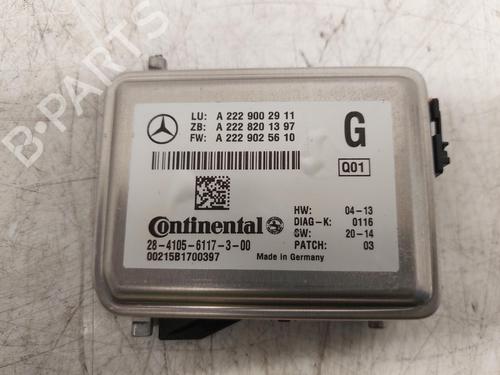 B-PARTS
LU: A 222 900 29 11
ZB: A 222 820 13 97
FW: A 222 902 56 10
G
Q01
Continental
28-4105-6117-3-00
00215B1700397
HW: 04-13
DIAG-K: 0116
SW: 20-14
PATCH: 03
Made in Germany